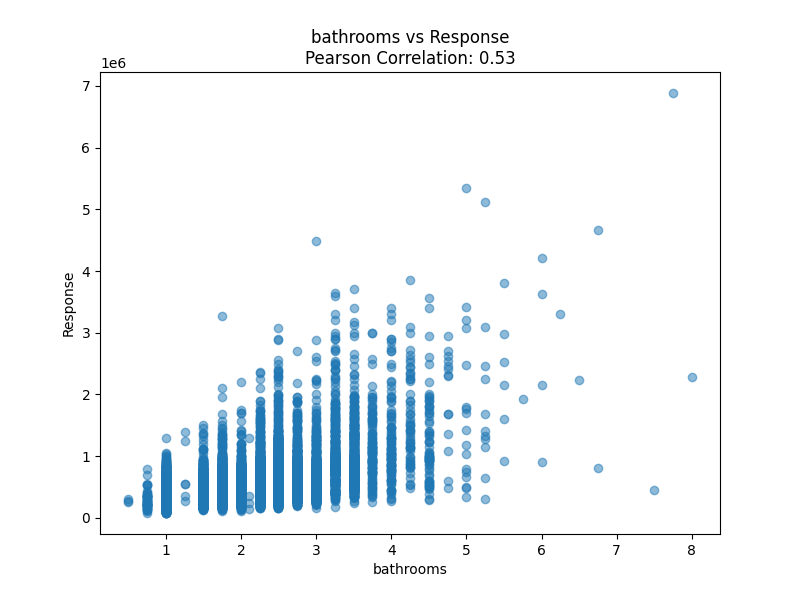 bathrooms vs Response
Pearson Correlation: 0.53
1e6
7
6
5
4
3
2
1
0
Response
1 2 3 4 5 6 7 8
bathrooms